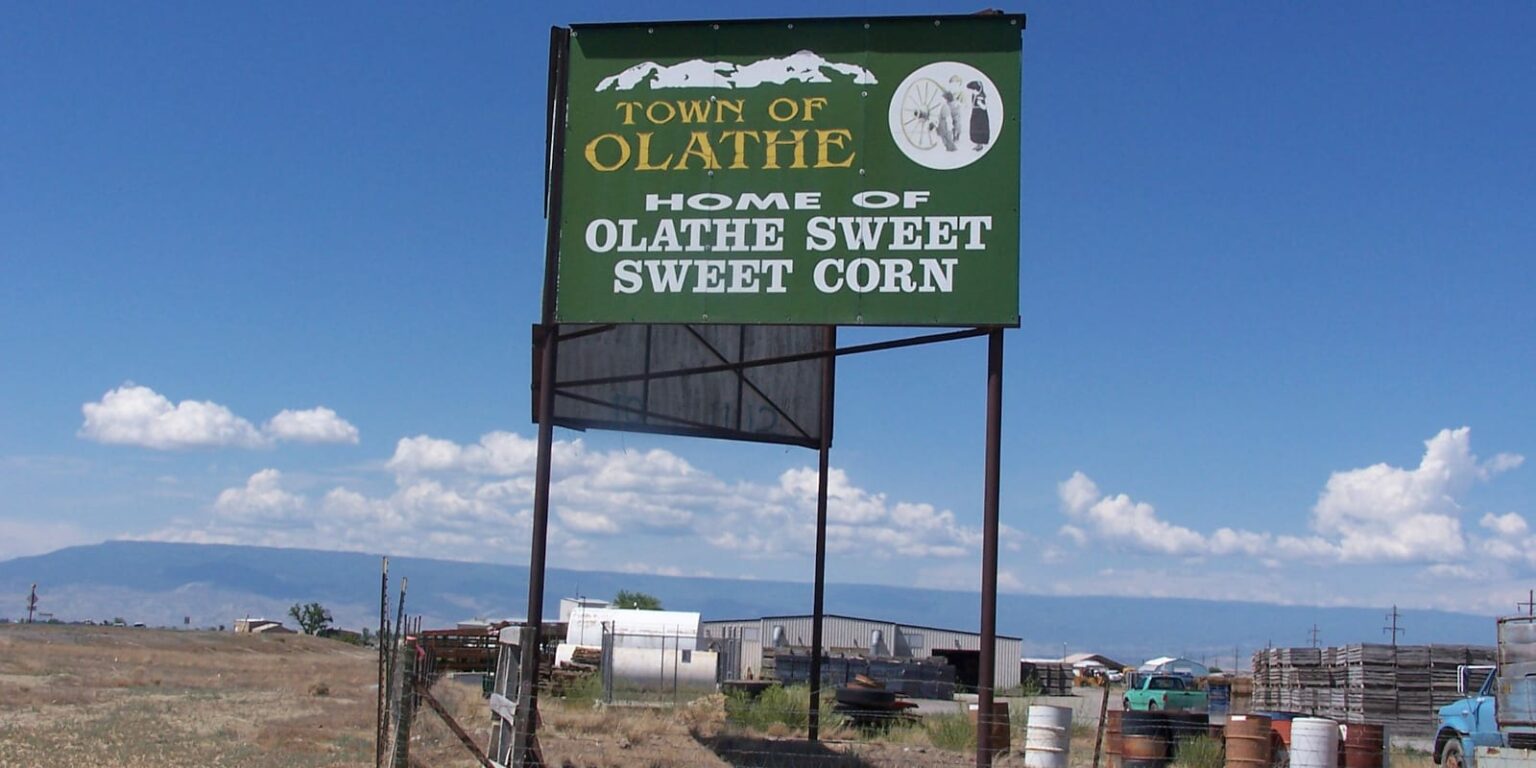 TOWN OF
OLATHE
HOME OF
OLATHE SWEET
SWEET CORN